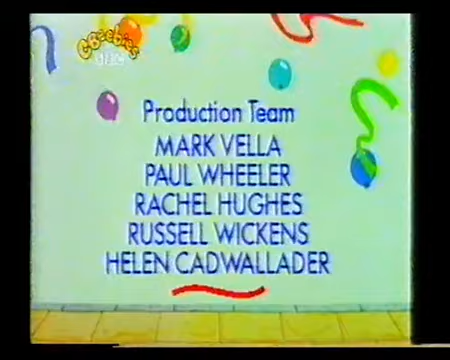 CBeebies
BBC
Production Team
MARK VELLA
PAUL WHEELER
RACHEL HUGHES
RUSSELL WICKENS
HELEN CADWALLADER